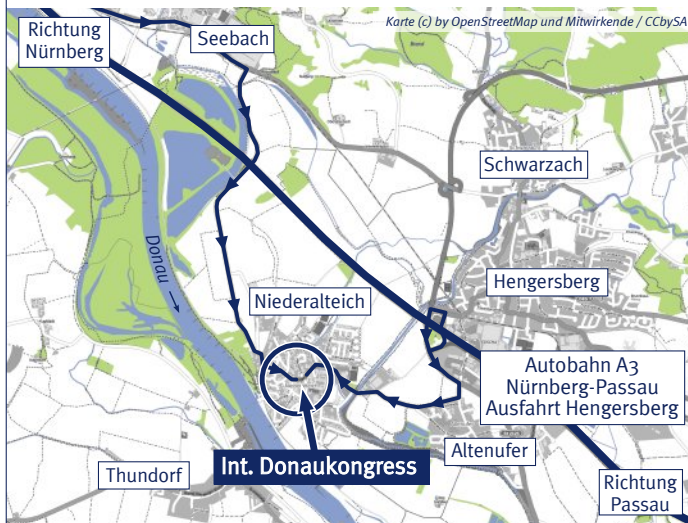 Karte (c) by OpenStreetMap und Mitwirkende / CCbySA
Richtung
Nürnberg
Seebach
Schwarzach
Donau →
Hengersberg
Niederalteich
Autobahn A3
Nürnberg-Passau
Ausfahrt Hengersberg
Altenufer
Int. Donaukongress
Thundorf
Richtung
Passau